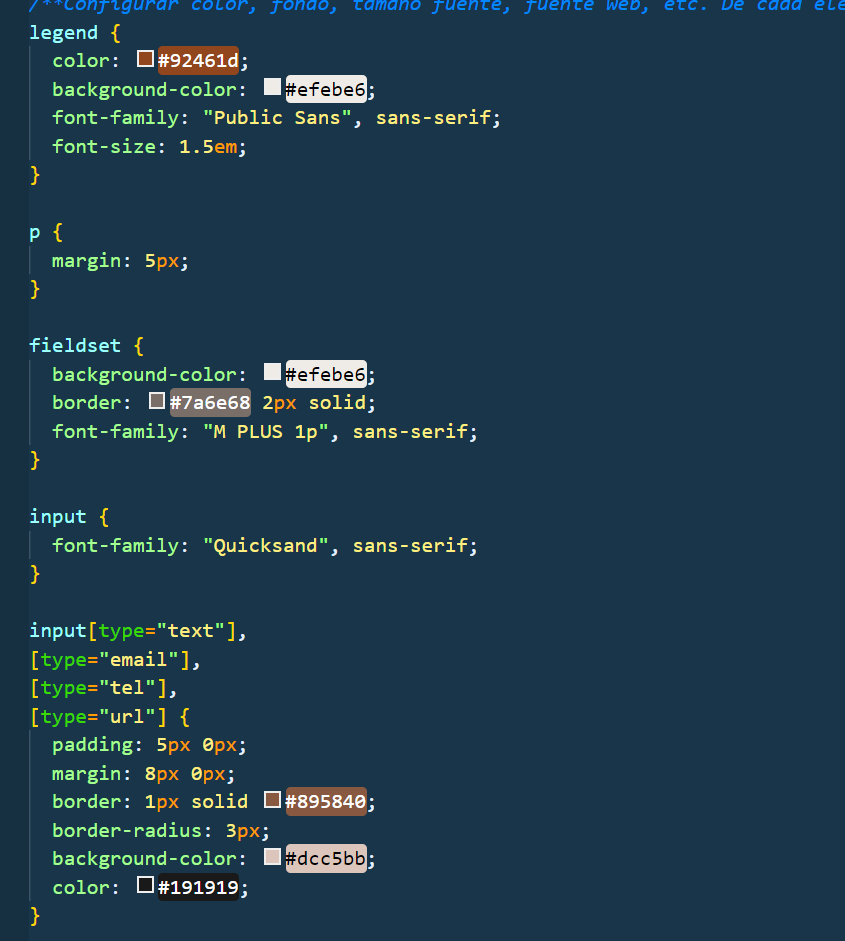 /**Configurar color, fondo, tamaño fuente, fuente web, etc. De cada ele
legend {
color: #92461d;
background-color: #efebe6;
font-family: "Public Sans", sans-serif;
font-size: 1.5em;
}
p {
margin: 5px;
}
fieldset {
background-color: #efebe6;
border: #7a6e68 2px solid;
font-family: "M PLUS 1p", sans-serif;
}
input {
font-family: "Quicksand", sans-serif;
}
input[type="text"],
[type="email"],
[type="tel"],
[type="url"] {
padding: 5px 0px;
margin: 8px 0px;
border: 1px solid #895840;
border-radius: 3px;
background-color: #dcc5bb;
color: #191919;
}